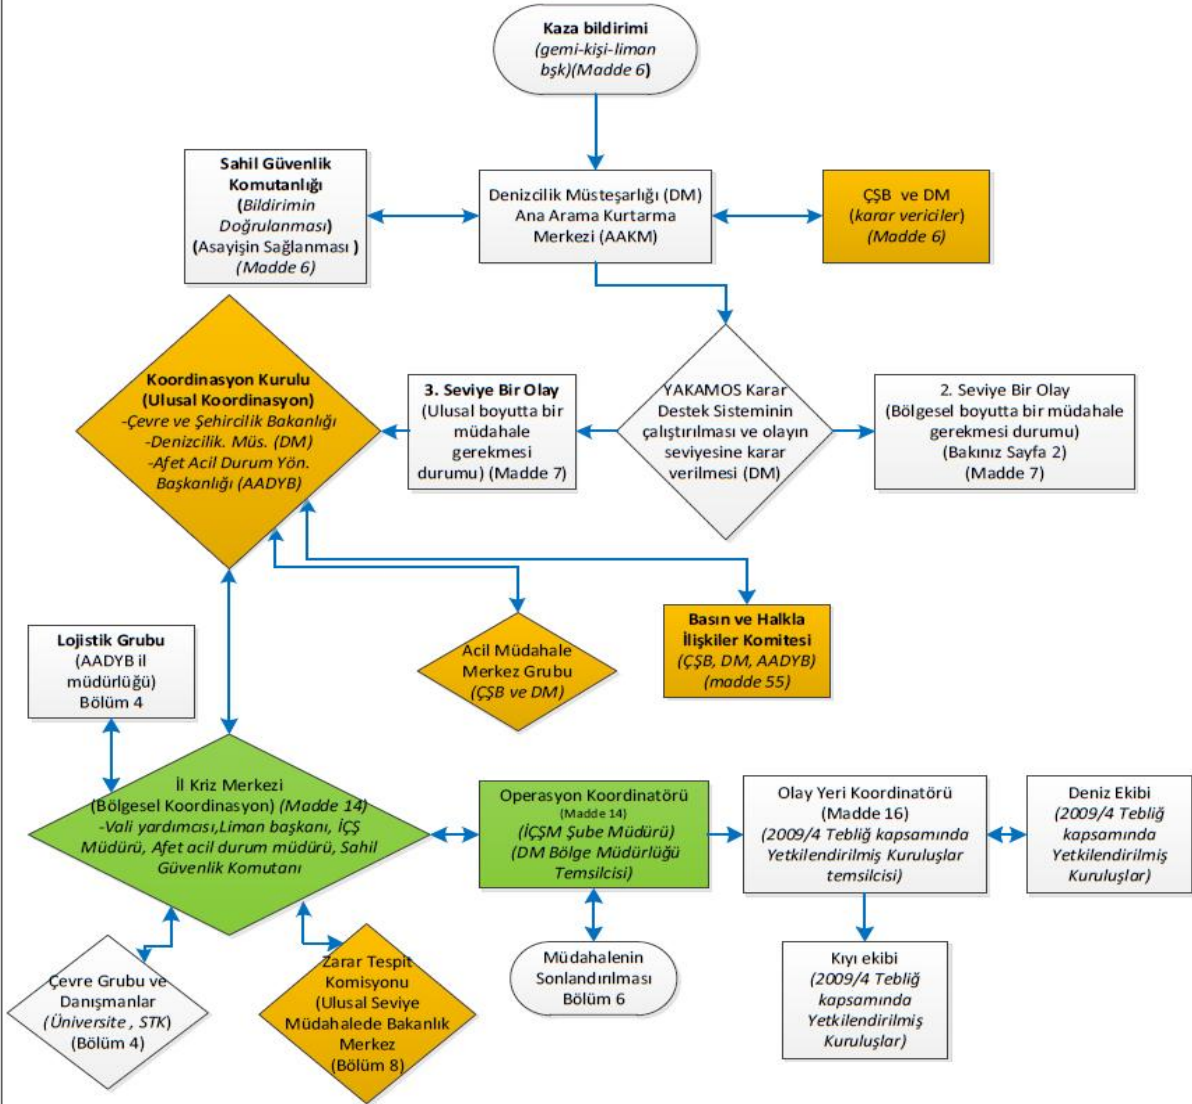 Kaza bildirimi
(gemi-kişi-liman
bşk)(Madde 6)
Sahil Güvenlik
Komutanlığı
(Bildirimin
Doğrulanması)
(Asayişin Sağlanması )
(Madde 6)
Denizcilik Müsteşarlığı (DM)
Ana Arama Kurtarma
Merkezi (AAKM)
ÇŞB ve DM
(karar vericiler)
(Madde 6)
Koordinasyon Kurulu
(Ulusal Koordinasyon)
-Çevre ve Şehircilik Bakanlığı
-Denizcilik. Müs. (DM)
-Afet Acil Durum Yön.
Başkanlığı (AADYB)
3. Seviye Bir Olay
(Ulusal boyutta bir
müdahale
gerekmesi
durumu) (Madde 7)
YAKAMOS Karar
Destek Sisteminin
çalıştırılması ve olayın
seviyesine karar
verilmesi (DM)
2. Seviye Bir Olay
(Bölgesel boyutta bir müdahale
gerekmesi durumu)
(Bakınız Sayfa 2)
(Madde 7)
Lojistik Grubu
(AADYB il
müdürlüğü)
Bölüm 4
Acil Müdahale
Merkez Grubu
(ÇŞB ve DM)
Basın ve Halkla
İlişkiler Komitesi
(ÇŞB, DM, AADYB)
(madde 55)
İl Kriz Merkezi
(Bölgesel Koordinasyon) (Madde 14)
-Vali yardımcısı,Liman başkanı, İÇŞ
Müdürü, Afet acil durum müdürü, Sahil
Güvenlik Komutanı
Operasyon Koordinatörü
(Madde 14)
(İÇŞM Şube Müdürü)
(DM Bölge Müdürlüğü
Temsilcisi)
Olay Yeri Koordinatörü
(Madde 16)
(2009/4 Tebliğ kapsamında
Yetkilendirilmiş Kuruluşlar
temsilcisi)
Deniz Ekibi
(2009/4 Tebliğ
kapsamında
Yetkilendirilmiş
Kuruluşlar)
Çevre Grubu ve
Danışmanlar
(Üniversite , STK)
(Bölüm 4)
Zarar Tespit
Komisyonu
(Ulusal Seviye
Müdahalede Bakanlık
Merkez
(Bölüm 8)
Müdahalenin
Sonlandırılması
Bölüm 6
Kıyı ekibi
(2009/4 Tebliğ
kapsamında
Yetkilendirilmiş
Kuruluşlar)